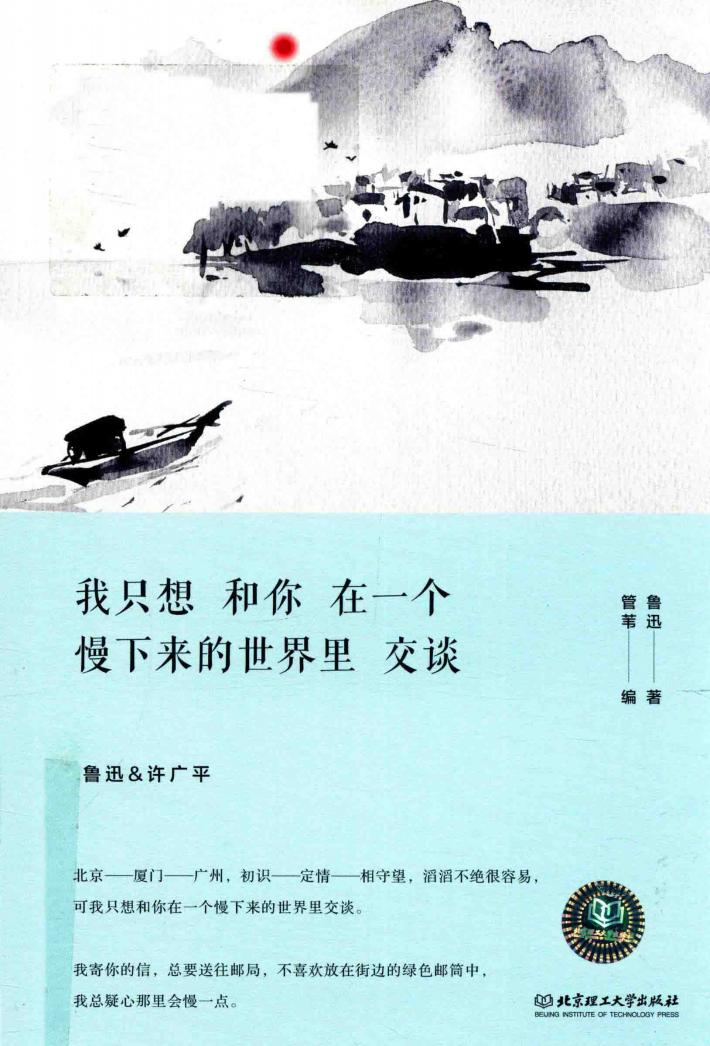 我只想 和你 在一个
慢下来的世界里 交谈
鲁迅——著
管苇——编
鲁迅&许广平
北京——厦门——广州，初识——定情——相守望，滔滔不绝很容易，
可我只想和你在一个慢下来的世界里交谈。
我寄你的信，总要送往邮局，不喜欢放在街边的绿色邮筒中，
我总疑心那里会慢一点。
北京理工大学出版社
BEIJING INSTITUTE OF TECHNOLOGY PRESS